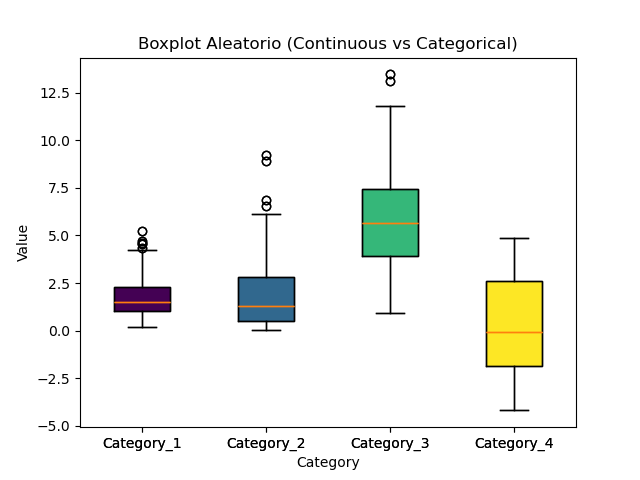 Boxplot Aleatorio (Continuous vs Categorical)
12.5
10.0
7.5
5.0
2.5
0.0
−2.5
−5.0
Value
Category_1 Category_2 Category_3 Category_4
Category